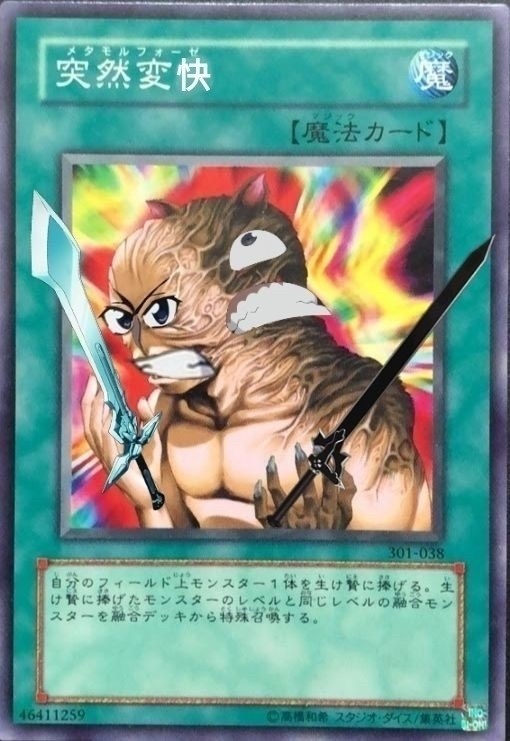 メタモルフォーゼ
突然変快
マジック
魔
マジック
【魔法カード】
301-038
自分のフィールド上モンスター1体を生け贄に捧げる。生
け贄に捧げたモンスターのレベルと同じレベルの融合モン
スターを融合デッキから特殊召喚する。
46411259
©高橋和希 スタジオ・ダイス/集英社